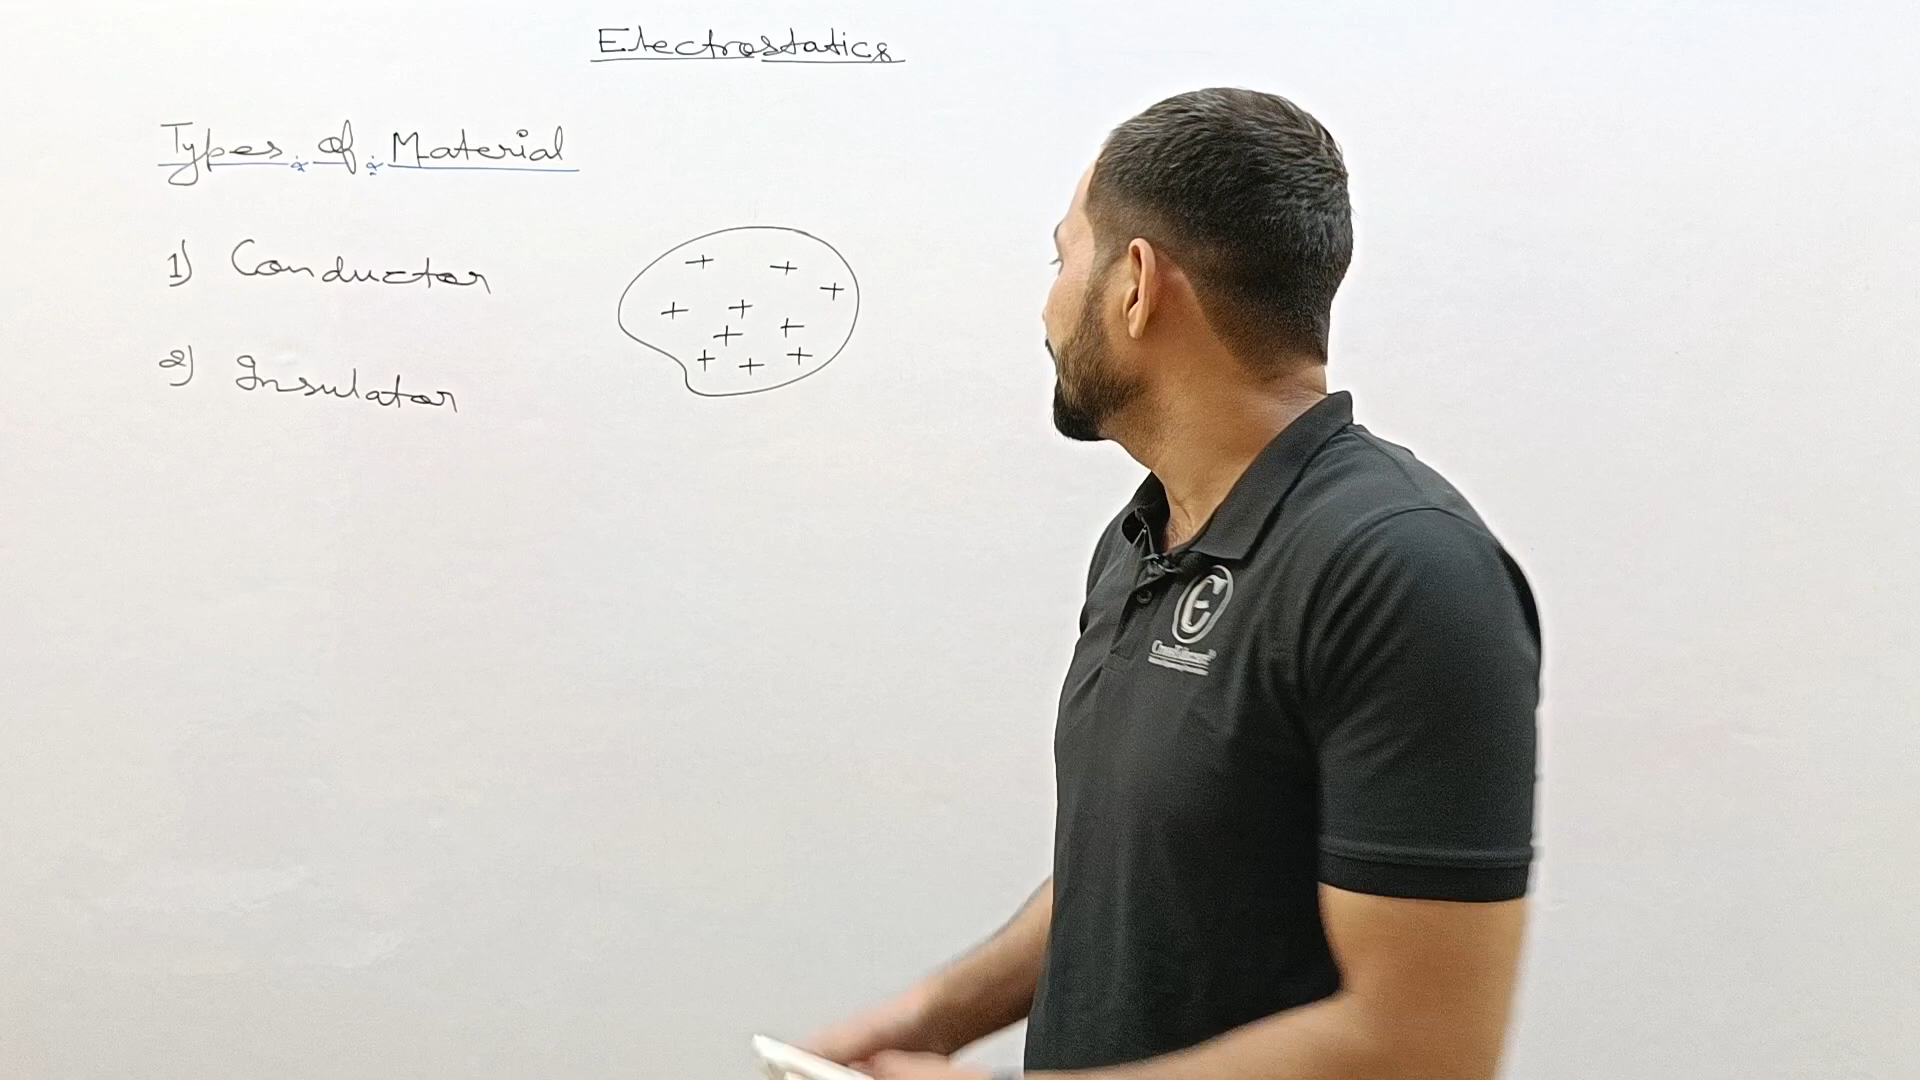 Electrostatics
Types of Material
1) Conductor
2) Insulator
+ +
+
+ +
+ +
+ + +